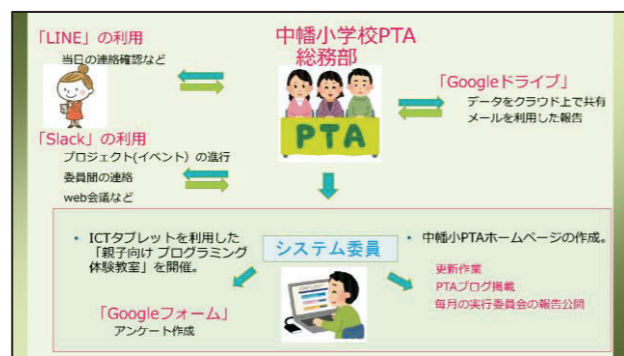 「LINE」の利用
当日の連絡確認など
中幡小学校PTA
総務部
「Googleドライブ」
データをクラウド上で共有
メールを利用した報告
PTA
「Slack」の利用
プロジェクト(イベント)の進行
委員間の連絡
web会議など
• ICTタブレットを利用した
「親子向け プログラミング
体験教室」を開催。
システム委員
• 中幡小PTAホームページの作成。
更新作業
PTAブログ掲載
毎月の実行委員会の報告公開
「Googleフォーム」
アンケート作成